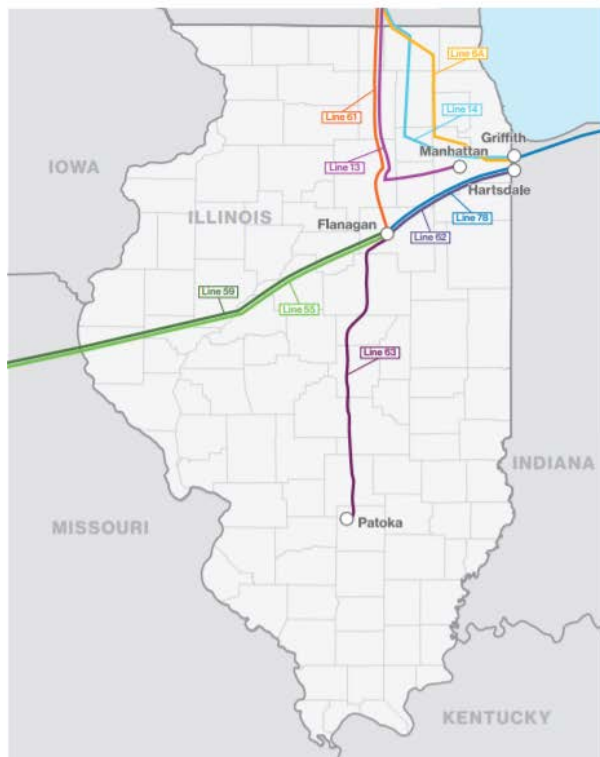 Line 6A
Line 61
Line 14
Griffith
Manhattan
IOWA
Line 13
Hartsdale
ILLINOIS
Flanagan
Line 78
Line 62
Line 59
Line 55
Line 63
INDIANA
Patoka
MISSOURI
KENTUCKY